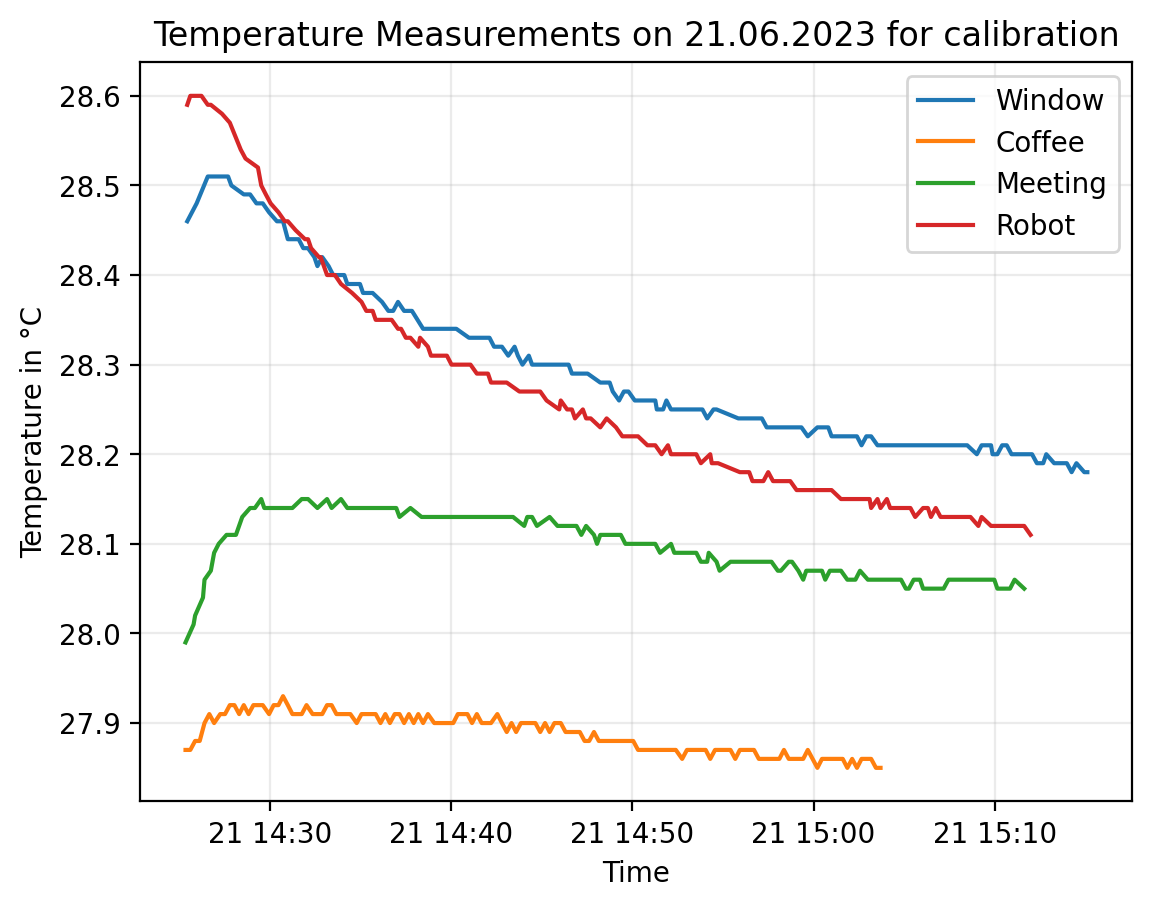 Temperature Measurements on 21.06.2023 for calibration
Window
Coffee
Meeting
Robot
Temperature in °C
28.6
28.5
28.4
28.3
28.2
28.1
28.0
27.9
21 14:30 21 14:40 21 14:50 21 15:00 21 15:10
Time